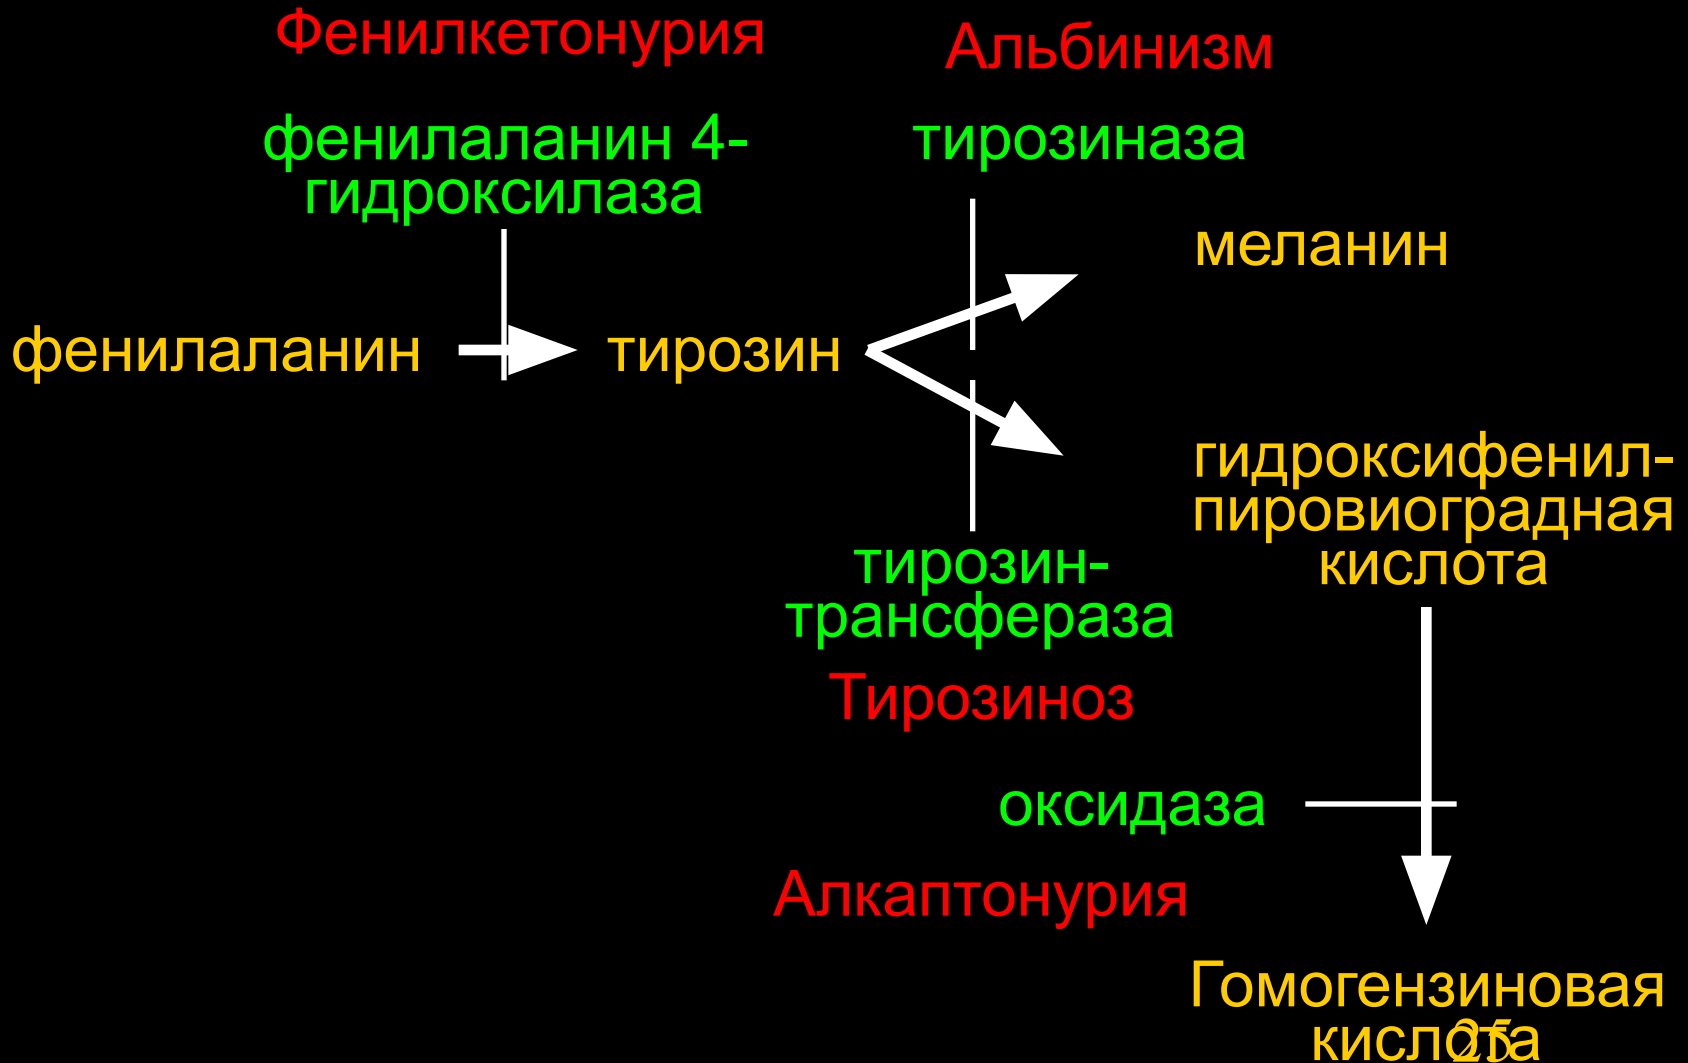 Фенилкетонурия
Альбинизм
фенилаланин 4-
гидроксилаза
тирозиназа
меланин
фенилаланин
тирозин
гидроксифенил-
пировиоградная
кислота
тирозин-
трансфераза
Тирозиноз
оксидаза
Алкаптонурия
Гомогензиновая
кислота
25